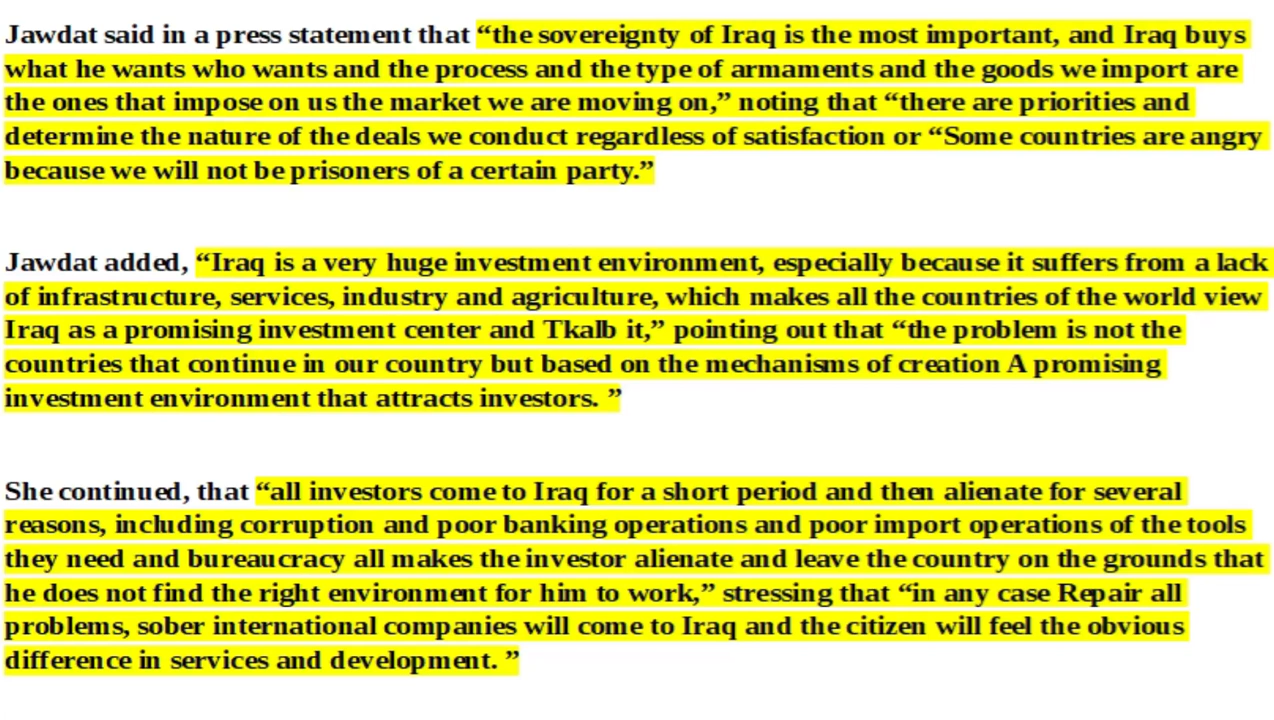 Jawdat said in a press statement that “the sovereignty of Iraq is the most important, and Iraq buys
what he wants who wants and the process and the type of armaments and the goods we import are
the ones that impose on us the market we are moving on,” noting that “there are priorities and
determine the nature of the deals we conduct regardless of satisfaction or “Some countries are angry
because we will not be prisoners of a certain party.”
Jawdat added, “Iraq is a very huge investment environment, especially because it suffers from a lack
of infrastructure, services, industry and agriculture, which makes all the countries of the world view
Iraq as a promising investment center and Tkalb it,” pointing out that “the problem is not the
countries that continue in our country but based on the mechanisms of creation A promising
investment environment that attracts investors. ”
She continued, that “all investors come to Iraq for a short period and then alienate for several
reasons, including corruption and poor banking operations and poor import operations of the tools
they need and bureaucracy all makes the investor alienate and leave the country on the grounds that
he does not find the right environment for him to work,” stressing that “in any case Repair all
problems, sober international companies will come to Iraq and the citizen will feel the obvious
difference in services and development. ”